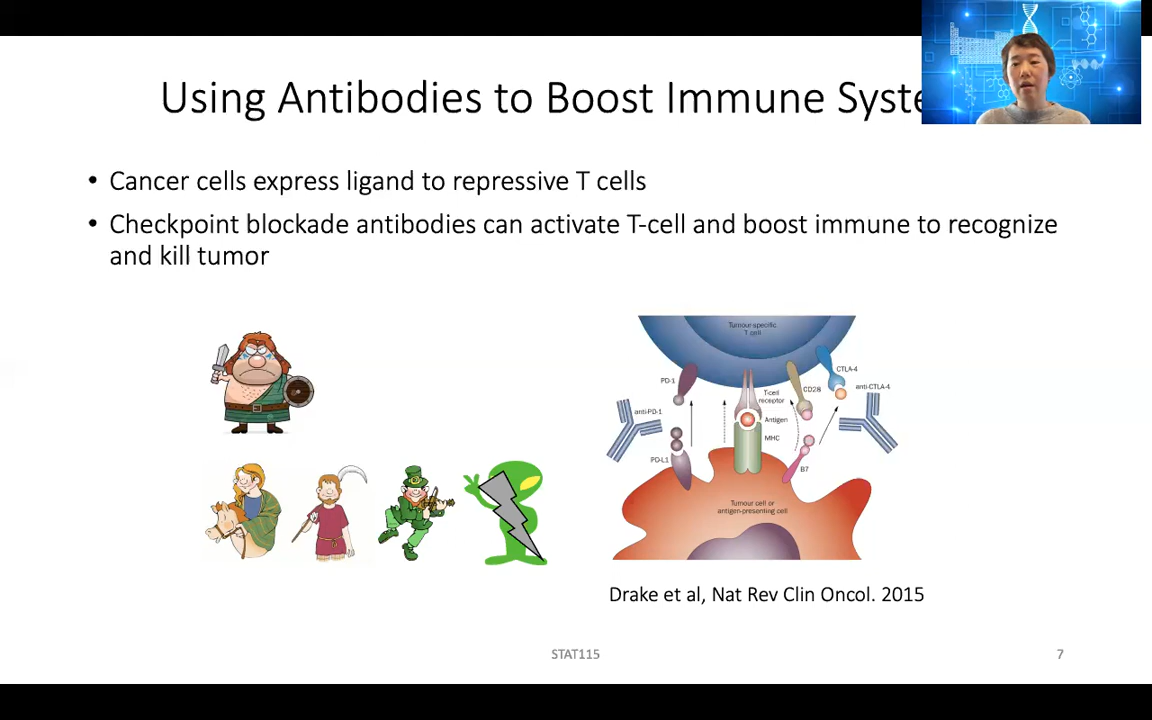 Using Antibodies to Boost Immune Syste
• Cancer cells express ligand to repressive T cells
• Checkpoint blockade antibodies can activate T-cell and boost immune to recognize
and kill tumor
Tumour-specific
T cell
PD-1
CTLA-4
CD28
anti-CTLA-4
T-cell
receptor
anti-PD-1
Antigen
MHC
PD-L1
B7
Tumour cell or
antigen-presenting cell
Drake et al, Nat Rev Clin Oncol. 2015
STAT115
7